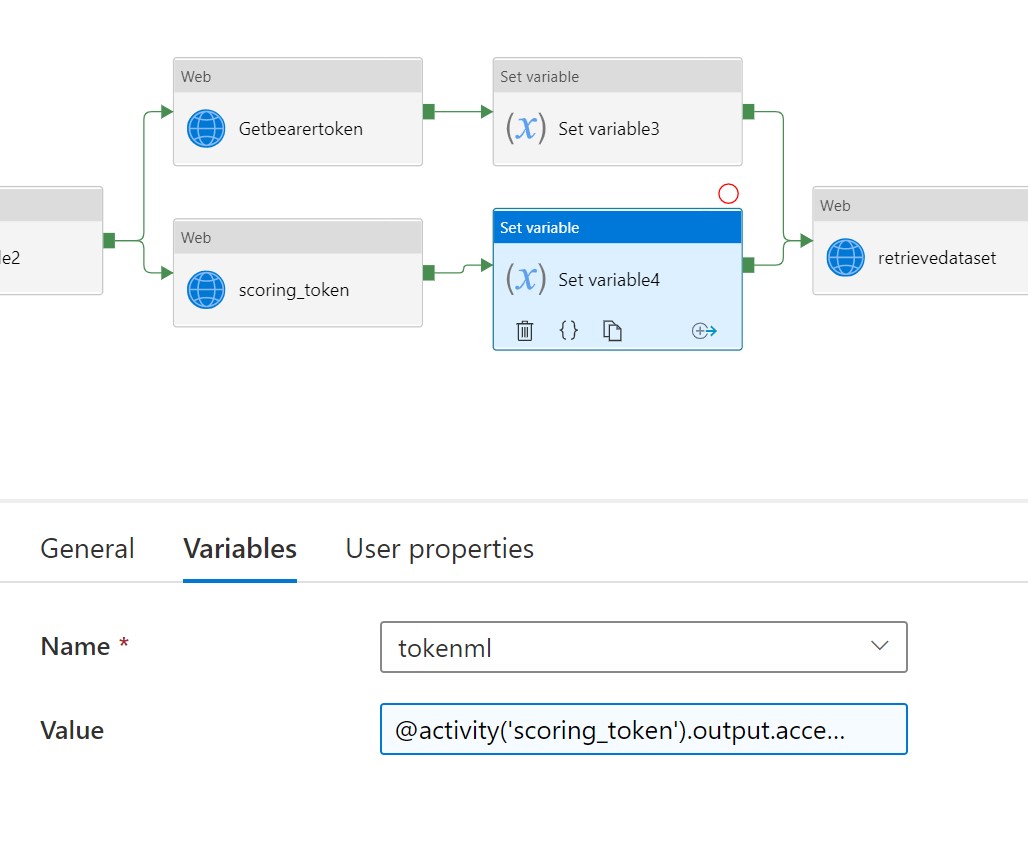 Web
Getbearertoken
Set variable
(x) Set variable3
le2
Web
scoring_token
Set variable
(x) Set variable4
{}
Web
retrievedataset
General Variables User properties
Name *
tokenml
Value
@activity('scoring_token').output.acce...